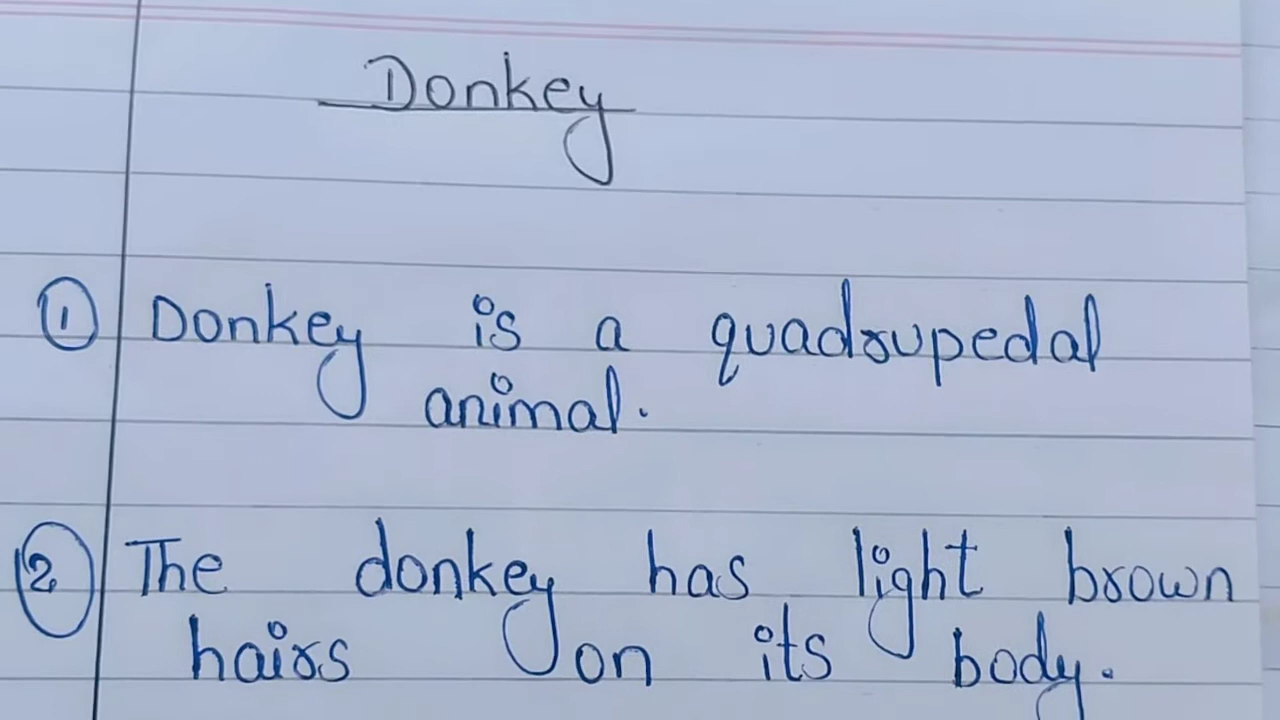 Donkey
① Donkey is a quadrupedal
animal.
② The donkey has light brown
hairs on its body.